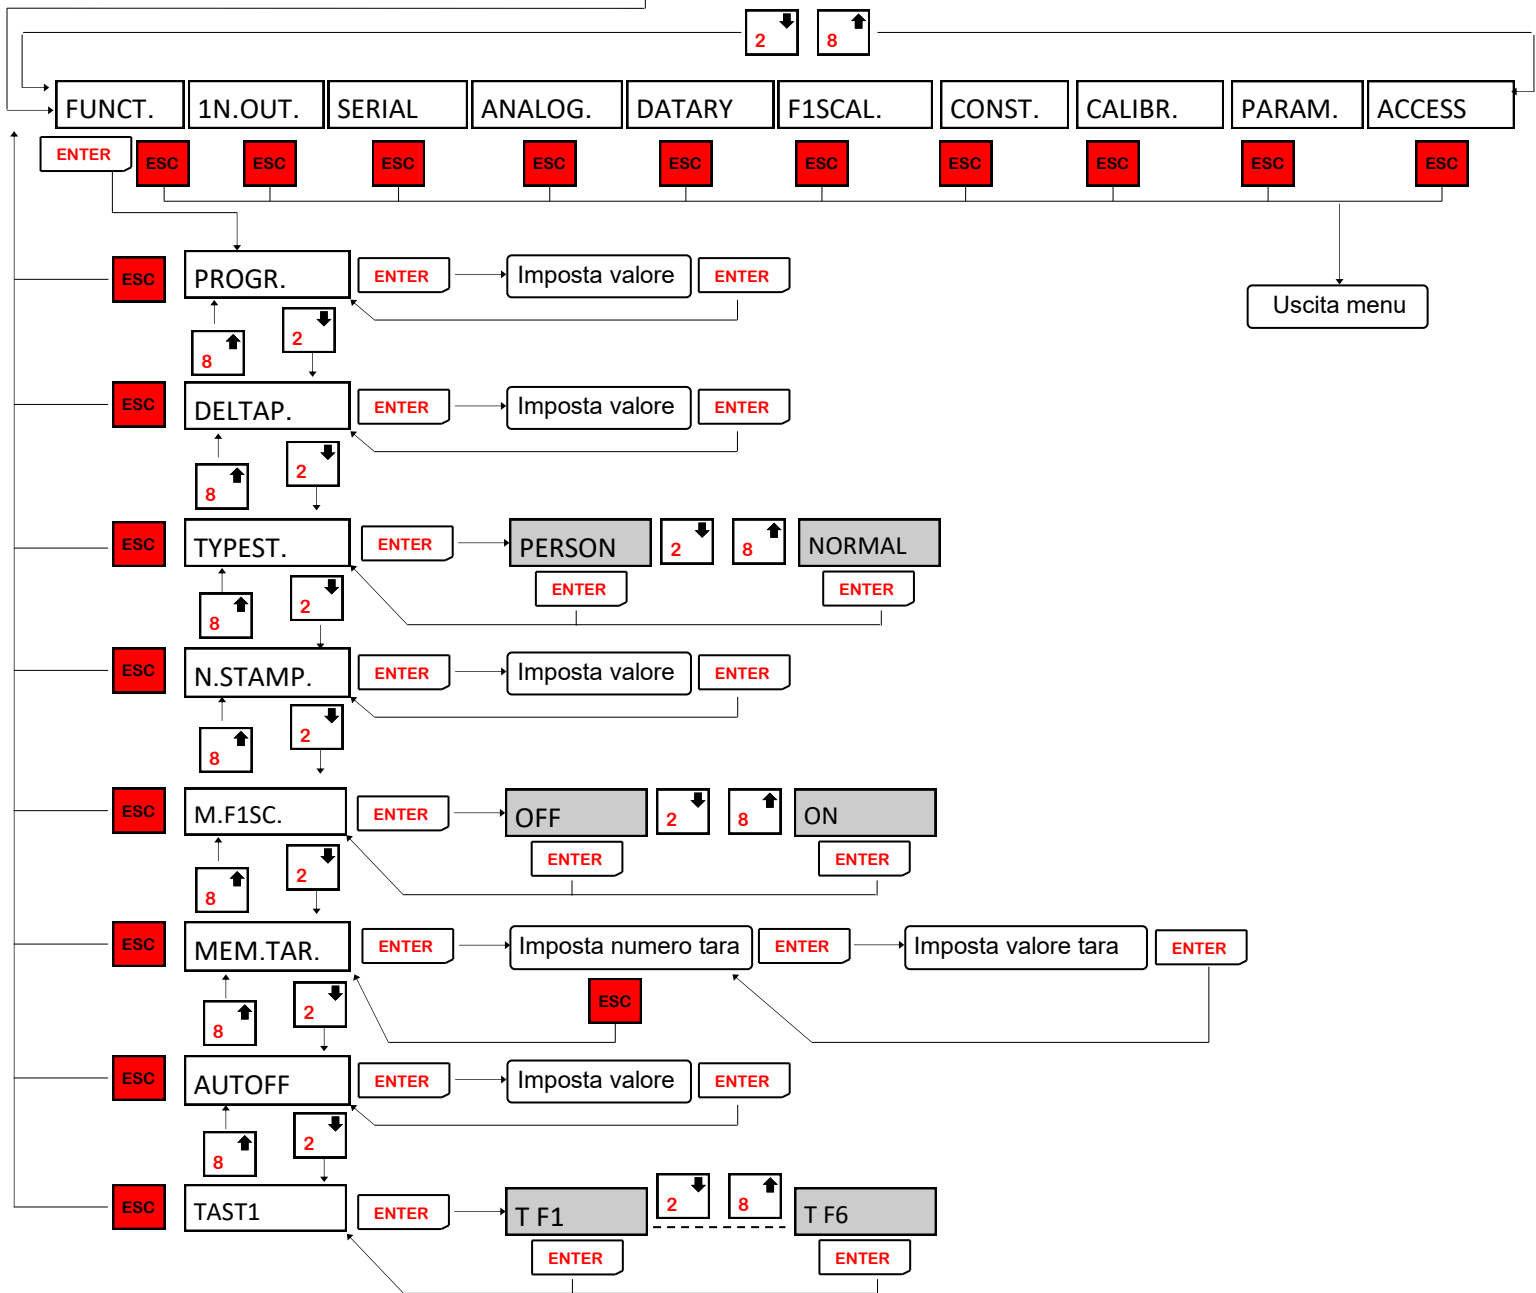 2 8
FUNCT. 1N.OUT. SERIAL ANALOG. DATARY F1SCAL. CONST. CALIBR. PARAM. ACCESS
ENTER ESC ESC ESC ESC ESC ESC ESC ESC ESC ESC
ESC PROGR. ENTER Imposta valore ENTER
Uscita menu
8 2
ESC DELTAP. ENTER Imposta valore ENTER
8 2
ESC TYPEST. ENTER PERSON 2 8 NORMAL
ENTER ENTER
8 2
ESC N.STAMP. ENTER Imposta valore ENTER
8 2
ESC M.F1SC. ENTER OFF 2 8 ON
ENTER ENTER
8 2
ESC MEM.TAR. ENTER Imposta numero tara ENTER Imposta valore tara ENTER
ESC
8 2
ESC AUTOFF ENTER Imposta valore ENTER
8 2
ESC TAST1 ENTER T F1 2 8 T F6
ENTER ENTER